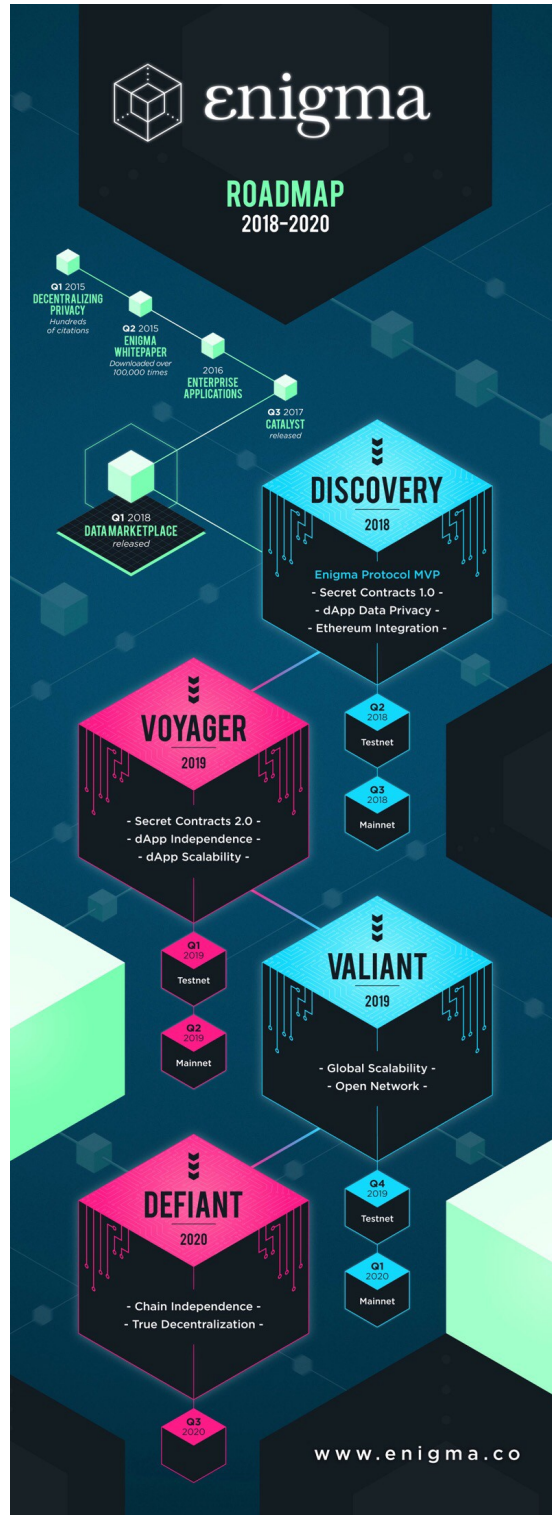 εnigma
ROADMAP
2018-2020
Q1 2015
DECENTRALIZING
PRIVACY
Hundreds
of citations
Q2 2015
ENIGMA
WHITEPAPER
Downloaded over
100,000 times
2016
ENTERPRISE
APPLICATIONS
Q3 2017
CATALYST
released
Q1 2018
DATA MARKETPLACE
released
DISCOVERY
2018
Enigma Protocol MVP
- Secret Contracts 1.0 -
- dApp Data Privacy -
- Ethereum Integration -
Q2
2018
Testnet
Q3
2018
Mainnet
VOYAGER
2019
- Secret Contracts 2.0 -
- dApp Independence -
- dApp Scalability -
Q1
2019
Testnet
Q2
2019
Mainnet
VALIANT
2019
- Global Scalability -
- Open Network -
Q4
2019
Testnet
Q1
2020
Mainnet
DEFIANT
2020
- Chain Independence -
- True Decentralization -
Q3
2020
www.enigma.co